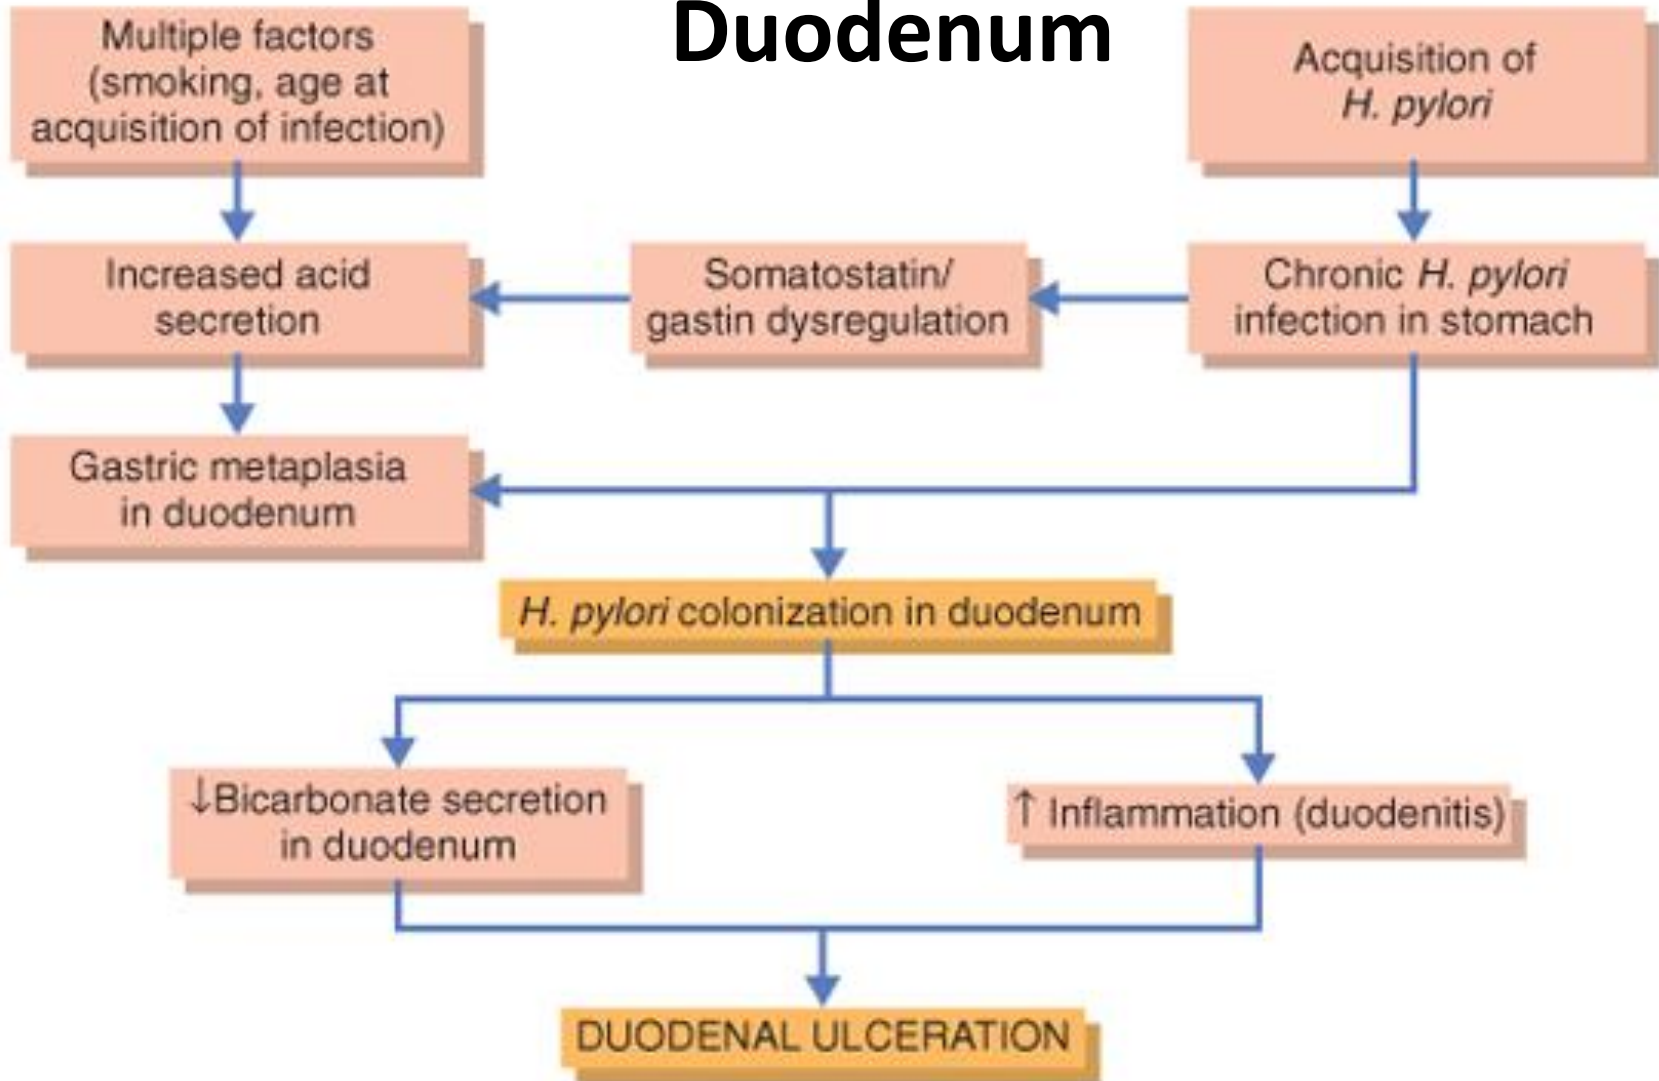 Duodenum
Multiple factors
(smoking, age at
acquisition of infection)
Acquisition of
H. pylori
Increased acid
secretion
Somatostatin/
gastin dysregulation
Chronic H. pylori
infection in stomach
Gastric metaplasia
in duodenum
H. pylori colonization in duodenum
↓Bicarbonate secretion
in duodenum
↑ Inflammation (duodenitis)
DUODENAL ULCERATION